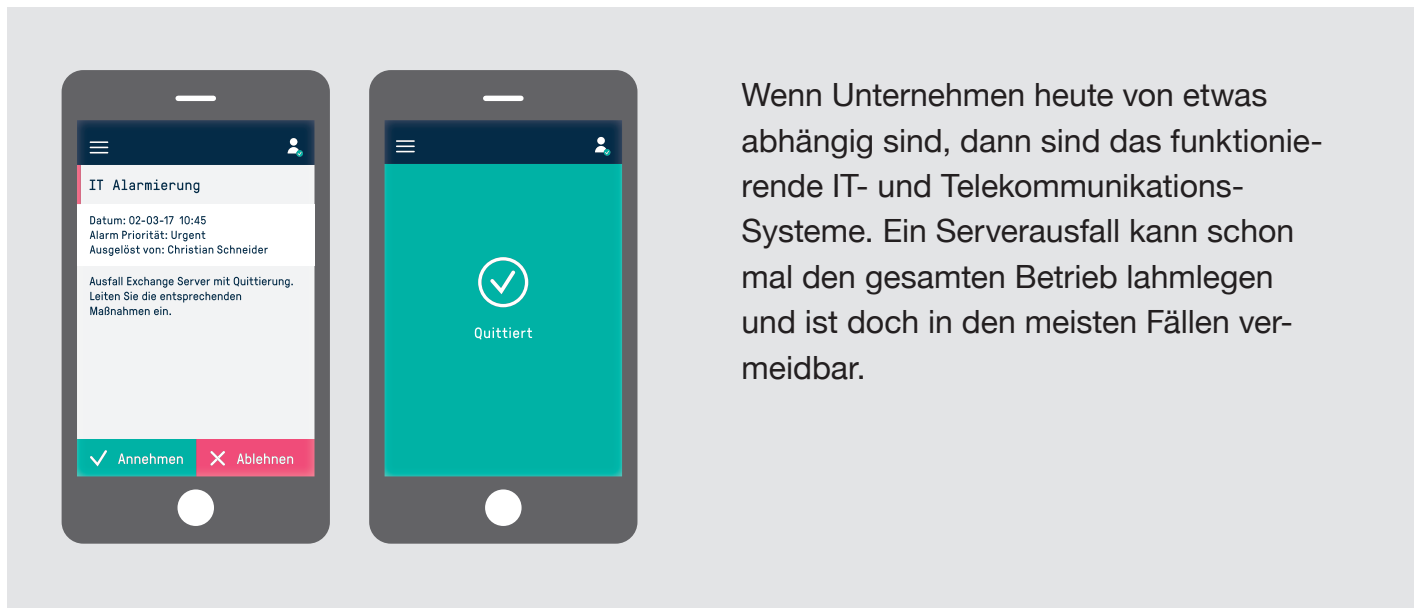 IT Alarmierung
Datum: 02-03-17 10:45
Alarm Priorität: Urgent
Ausgelöst von: Christian Schneider
Ausfall Exchange Server mit Quittierung.
Leiten Sie die entsprechenden
Maßnahmen ein.
Annehmen
Ablehnen
Quittiert
Wenn Unternehmen heute von etwas
abhängig sind, dann sind das funktionie-
rende IT- und Telekommunikations-
Systeme. Ein Serverausfall kann schon
mal den gesamten Betrieb lahmlegen
und ist doch in den meisten Fällen ver-
meidbar.